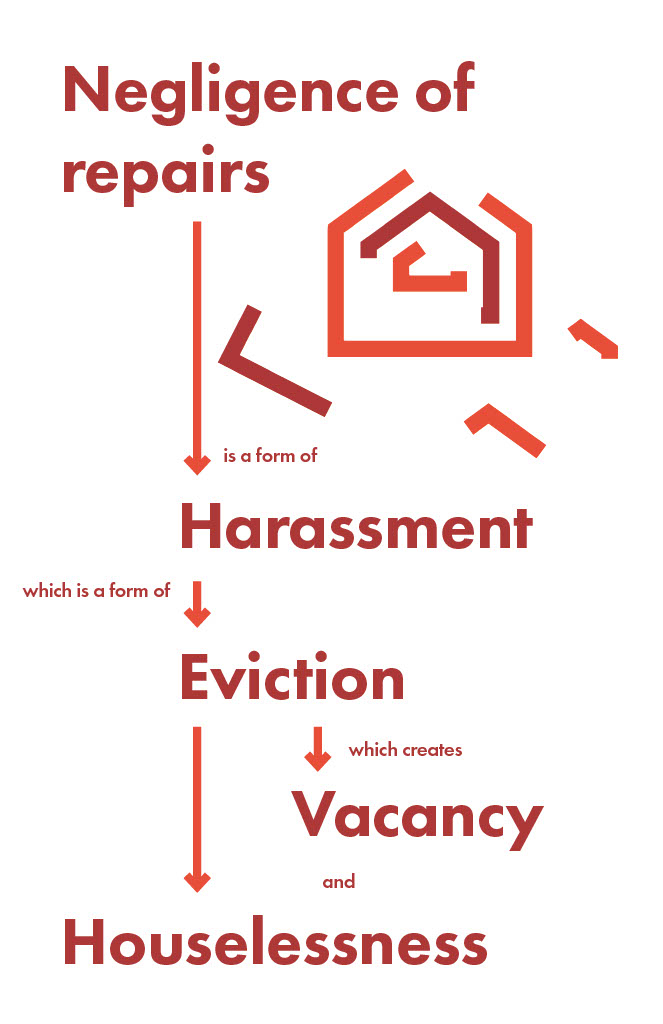 Negligence of
repairs
is a form of
Harassment
which is a form of
Eviction
which creates
Vacancy
and
Houselessness